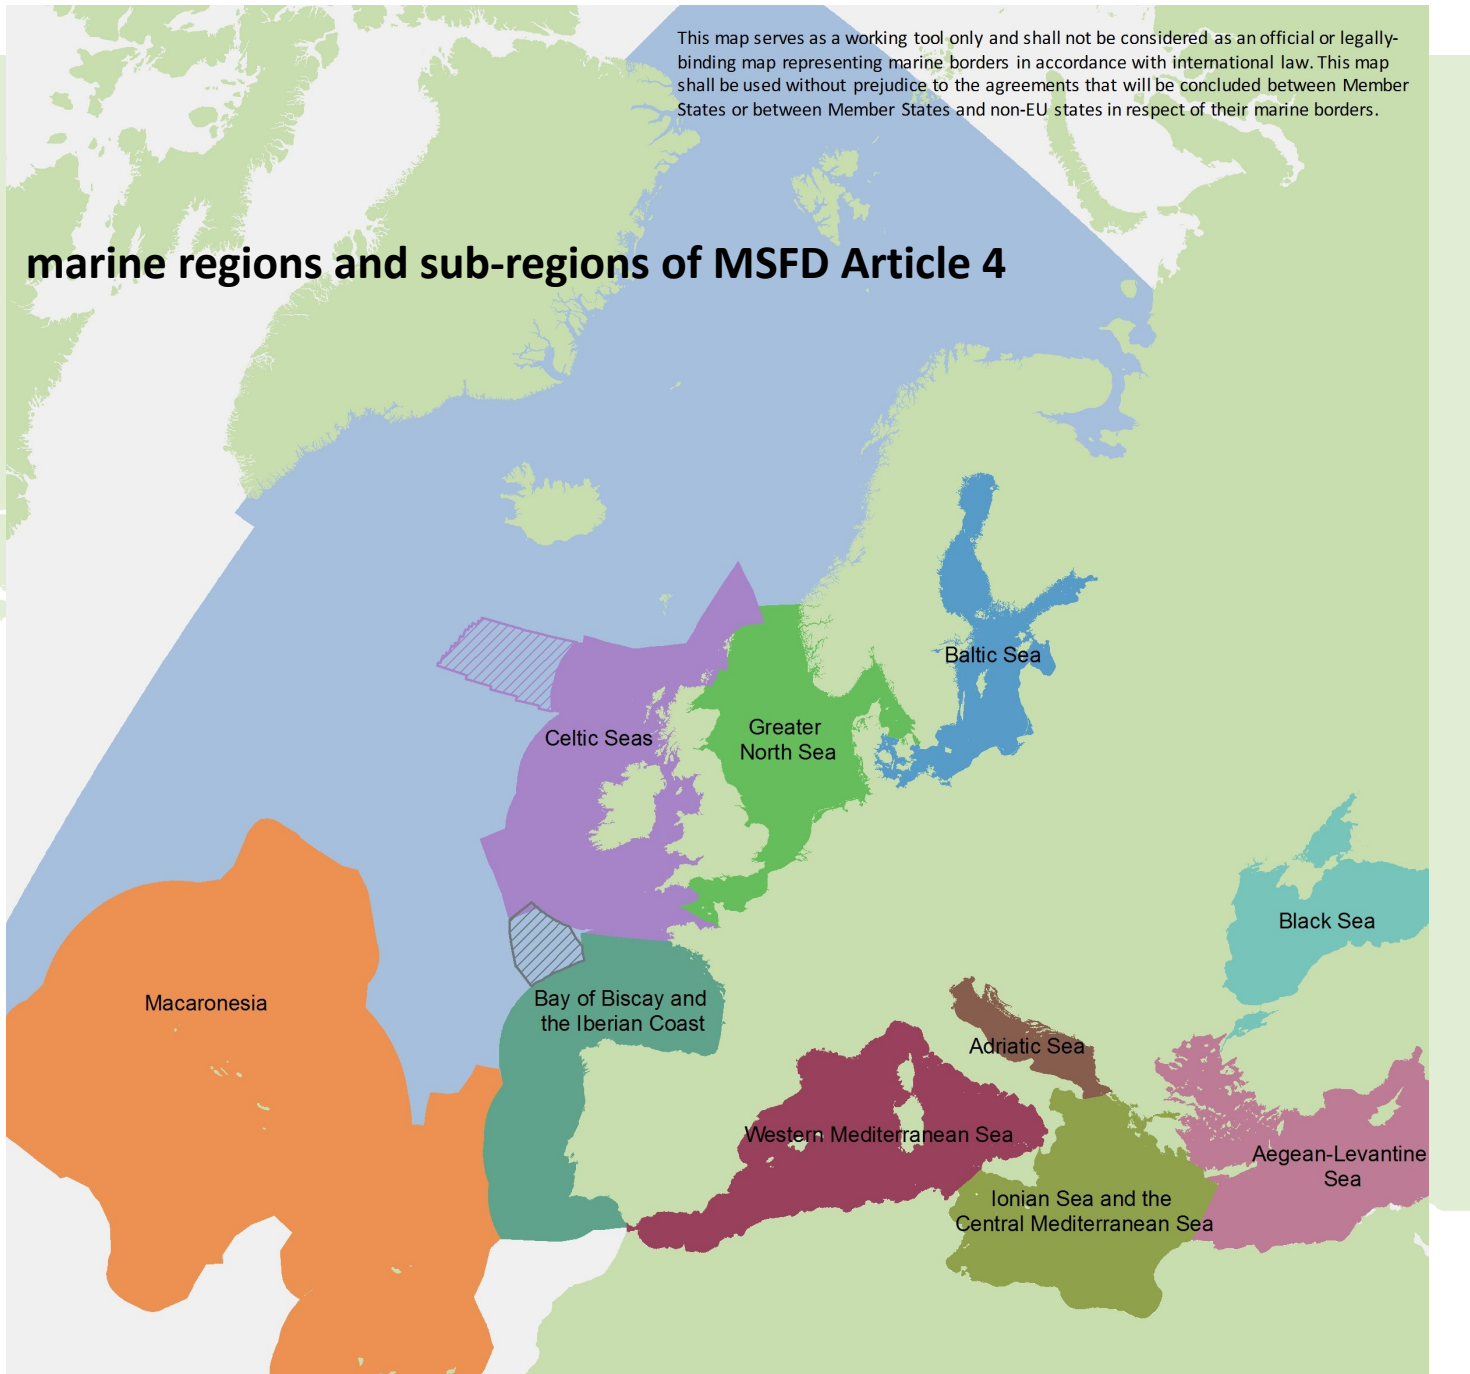 This map serves as a working tool only and shall not be considered as an official or legally-
binding map representing marine borders in accordance with international law. This map
shall be used without prejudice to the agreements that will be concluded between Member
States or between Member States and non-EU states in respect of their marine borders.
marine regions and sub-regions of MSFD Article 4
Baltic Sea
Greater
North Sea
Celtic Seas
Black Sea
Macaronesia
Bay of Biscay and
the Iberian Coast
Adriatic Sea
Western Mediterranean Sea
Aegean-Levantine
Sea
Ionian Sea and the
Central Mediterranean Sea